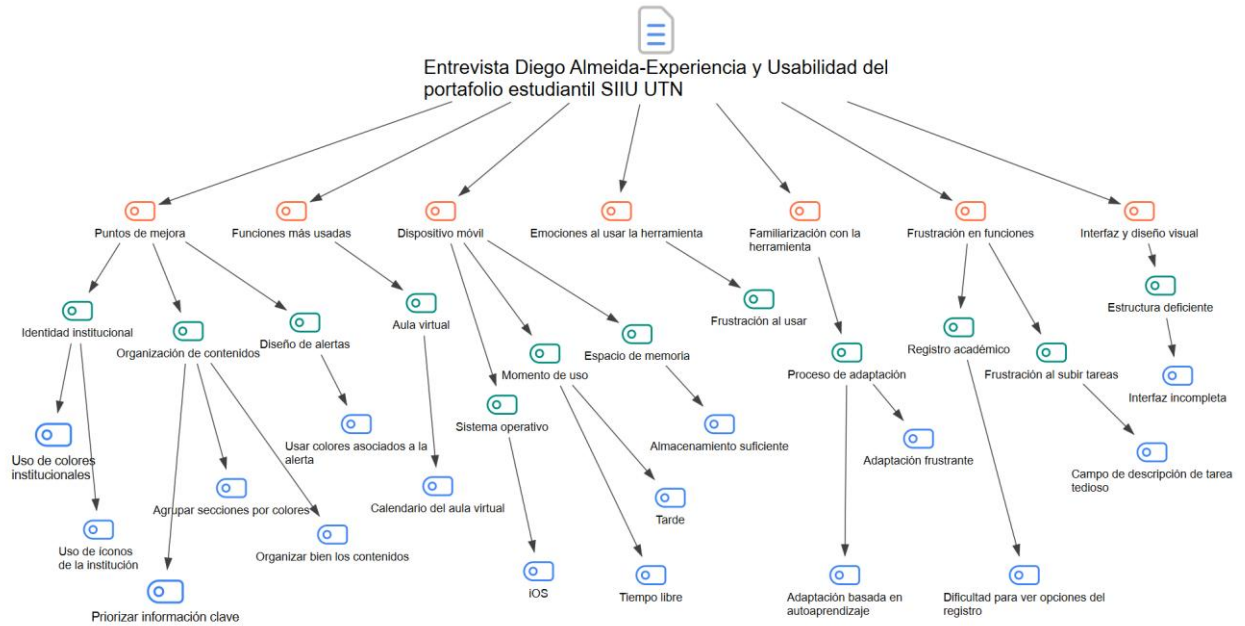 Entrevista Diego Almeida-Experiencia y Usabilidad del
portafolio estudiantil SIIU UTN
Puntos de mejora
Funciones más usadas
Dispositivo móvil
Emociones al usar la herramienta
Familiarización con la
herramienta
Frustración en funciones
Interfaz y diseño visual
Identidad institucional
Organización de contenidos
Diseño de alertas
Aula virtual
Sistema operativo
Momento de uso
Espacio de memoria
Frustración al usar
Proceso de adaptación
Registro académico
Frustración al subir tareas
Estructura deficiente
Uso de colores
institucionales
Uso de íconos
de la institución
Priorizar información clave
Agrupar secciones por colores
Organizar bien los contenidos
Usar colores asociados a la
alerta
Calendario del aula virtual
iOS
Tiempo libre
Tarde
Almacenamiento suficiente
Adaptación basada en
autoaprendizaje
Adaptación frustrante
Dificultad para ver opciones del
registro
Campo de descripción de tarea
tedioso
Interfaz incompleta